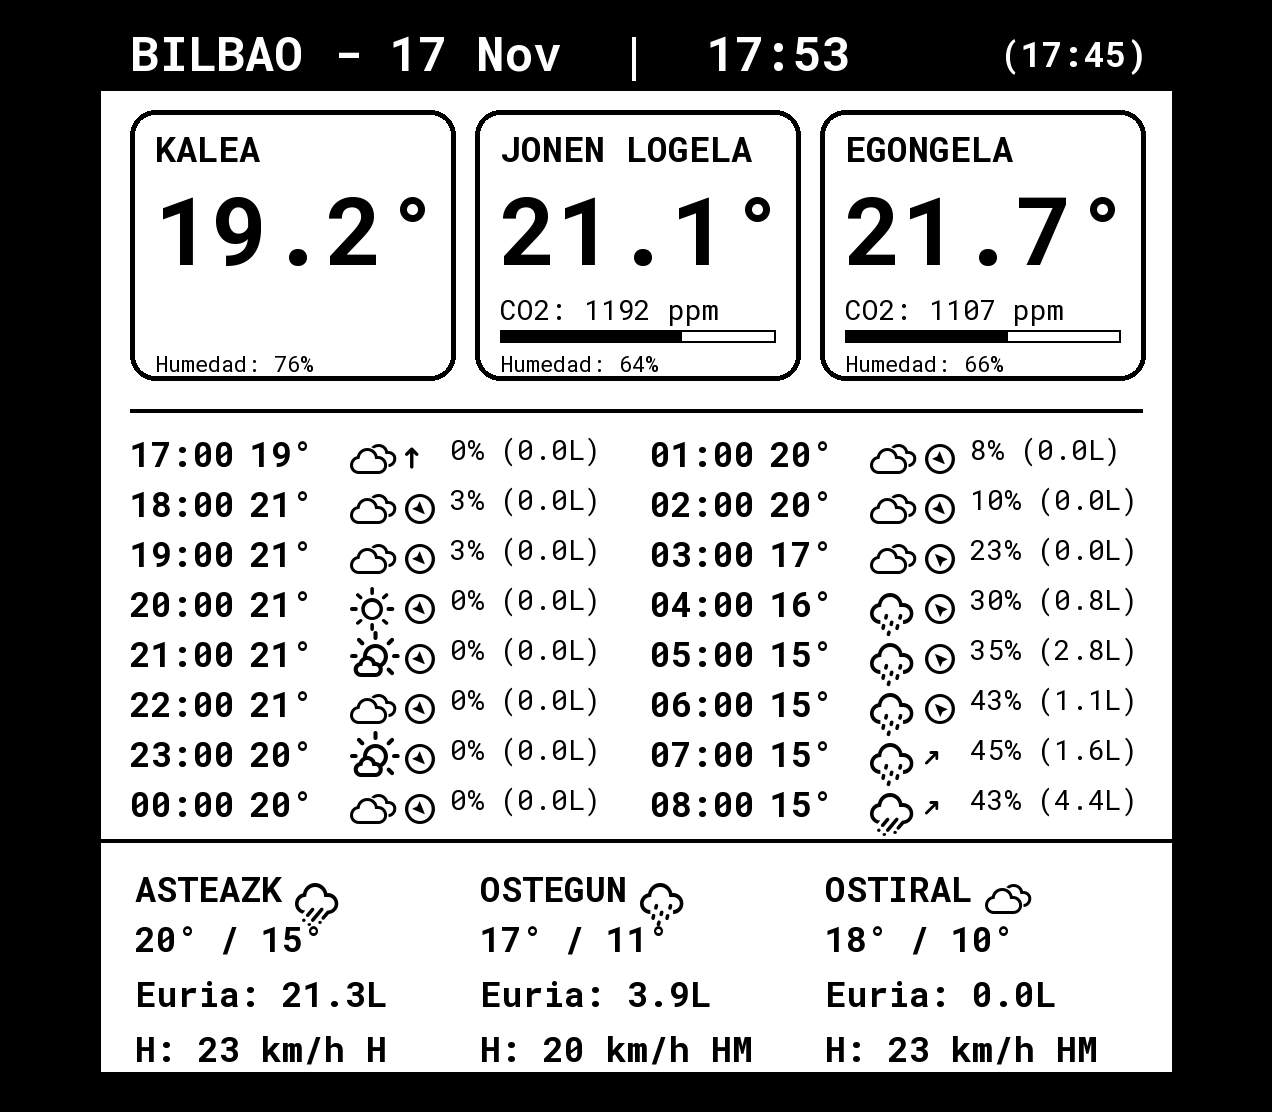 BILBAO - 17 Nov | 17:53 (17:45)
KALEA
19.2°
Humedad: 76%
JONEN LOGELA
21.1°
CO2: 1192 ppm
Humedad: 64%
EGONGELA
21.7°
CO2: 1107 ppm
Humedad: 66%
17:00 19° 0% (0.0L)
18:00 21° 3% (0.0L)
19:00 21° 3% (0.0L)
20:00 21° 0% (0.0L)
21:00 21° 0% (0.0L)
22:00 21° 0% (0.0L)
23:00 20° 0% (0.0L)
00:00 20° 0% (0.0L)
01:00 20° 8% (0.0L)
02:00 20° 10% (0.0L)
03:00 17° 23% (0.0L)
04:00 16° 30% (0.8L)
05:00 15° 35% (2.8L)
06:00 15° 43% (1.1L)
07:00 15° 45% (1.6L)
08:00 15° 43% (4.4L)
ASTEAZK
20° / 15°
Euria: 21.3L
H: 23 km/h H
OSTEGUN
17° / 11°
Euria: 3.9L
H: 20 km/h HM
OSTIRAL
18° / 10°
Euria: 0.0L
H: 23 km/h HM